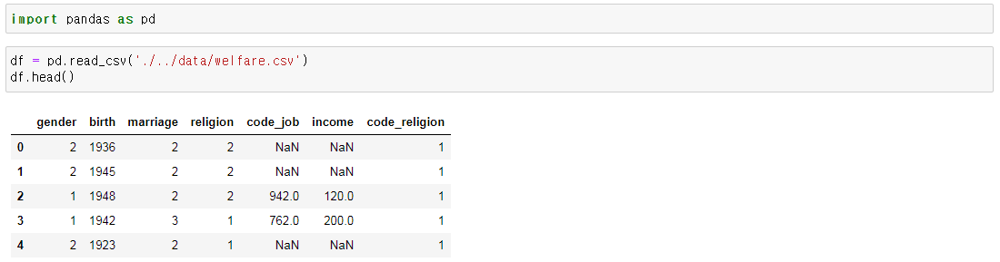 import pandas as pd
df = pd.read_csv('./../data/welfare.csv')
df.head()
gender birth marriage religion code_job income code_religion
0 2 1936 2 2 NaN NaN 1
1 2 1945 2 2 NaN NaN 1
2 1 1948 2 2 942.0 120.0 1
3 1 1942 3 1 762.0 200.0 1
4 2 1923 2 1 NaN NaN 1